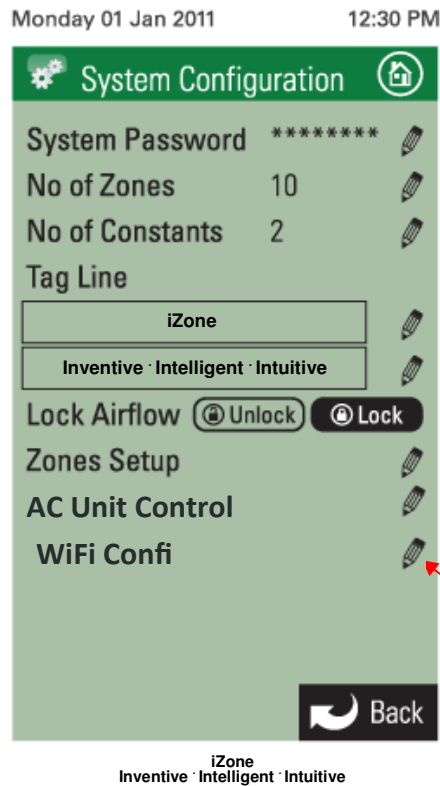 Monday 01 Jan 2011 12:30 PM
System Configuration
System Password ********
No of Zones 10
No of Constants 2
Tag Line
iZone
Inventive · Intelligent · Intuitive
Lock Airflow Unlock Lock
Zones Setup
AC Unit Control
WiFi Confi
Back
iZone
Inventive · Intelligent · Intuitive